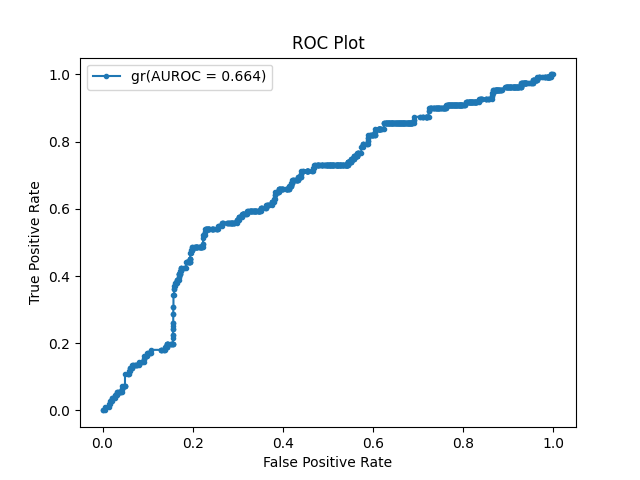 ROC Plot
gr(AUROC = 0.664)
1.0
0.8
0.6
0.4
0.2
0.0
True Positive Rate
0.0 0.2 0.4 0.6 0.8 1.0
False Positive Rate